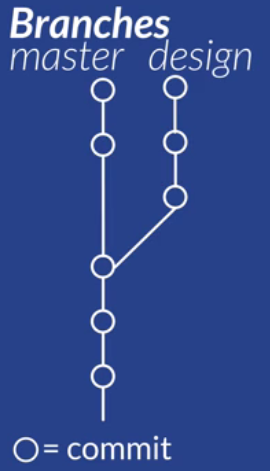 Branches
master design
= commit